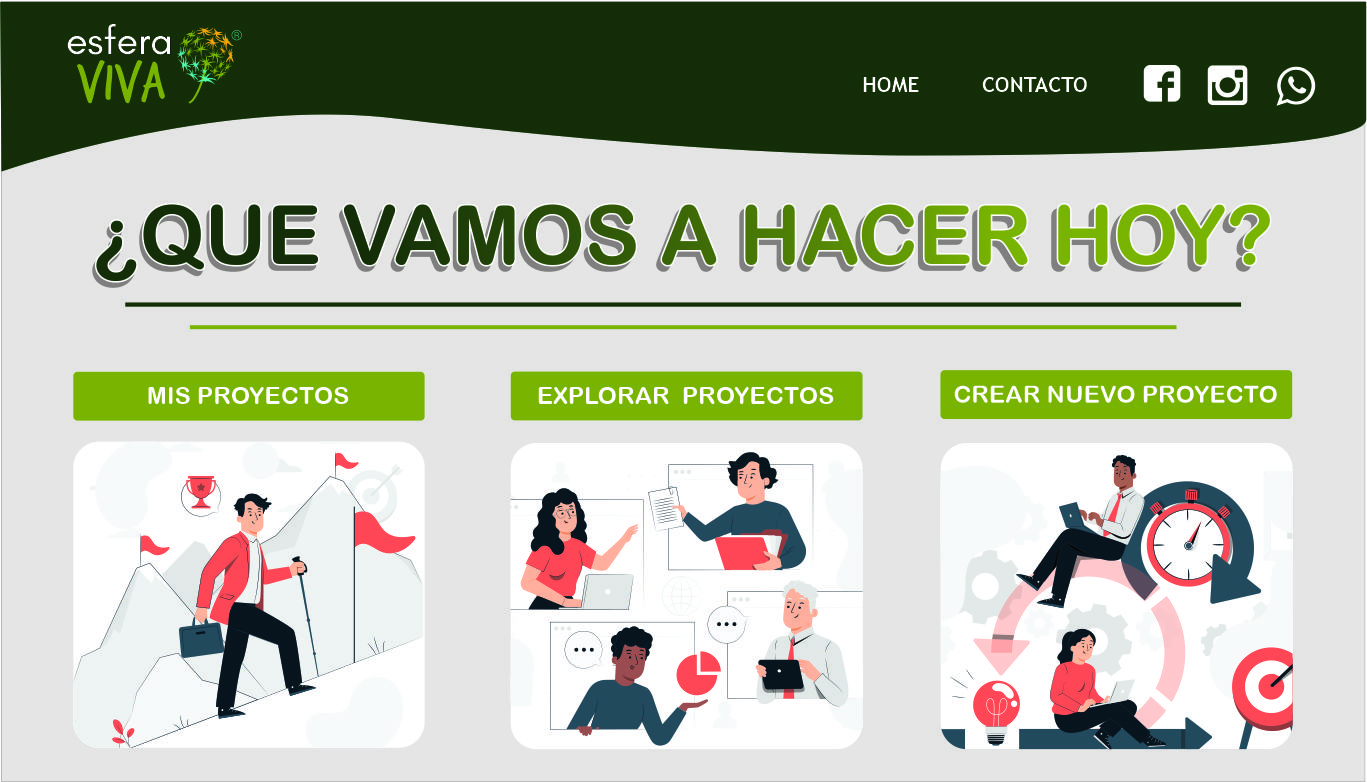 esfera
VIVA ®
HOME CONTACTO
¿QUE VAMOS A HACER HOY?
MIS PROYECTOS
EXPLORAR PROYECTOS
CREAR NUEVO PROYECTO